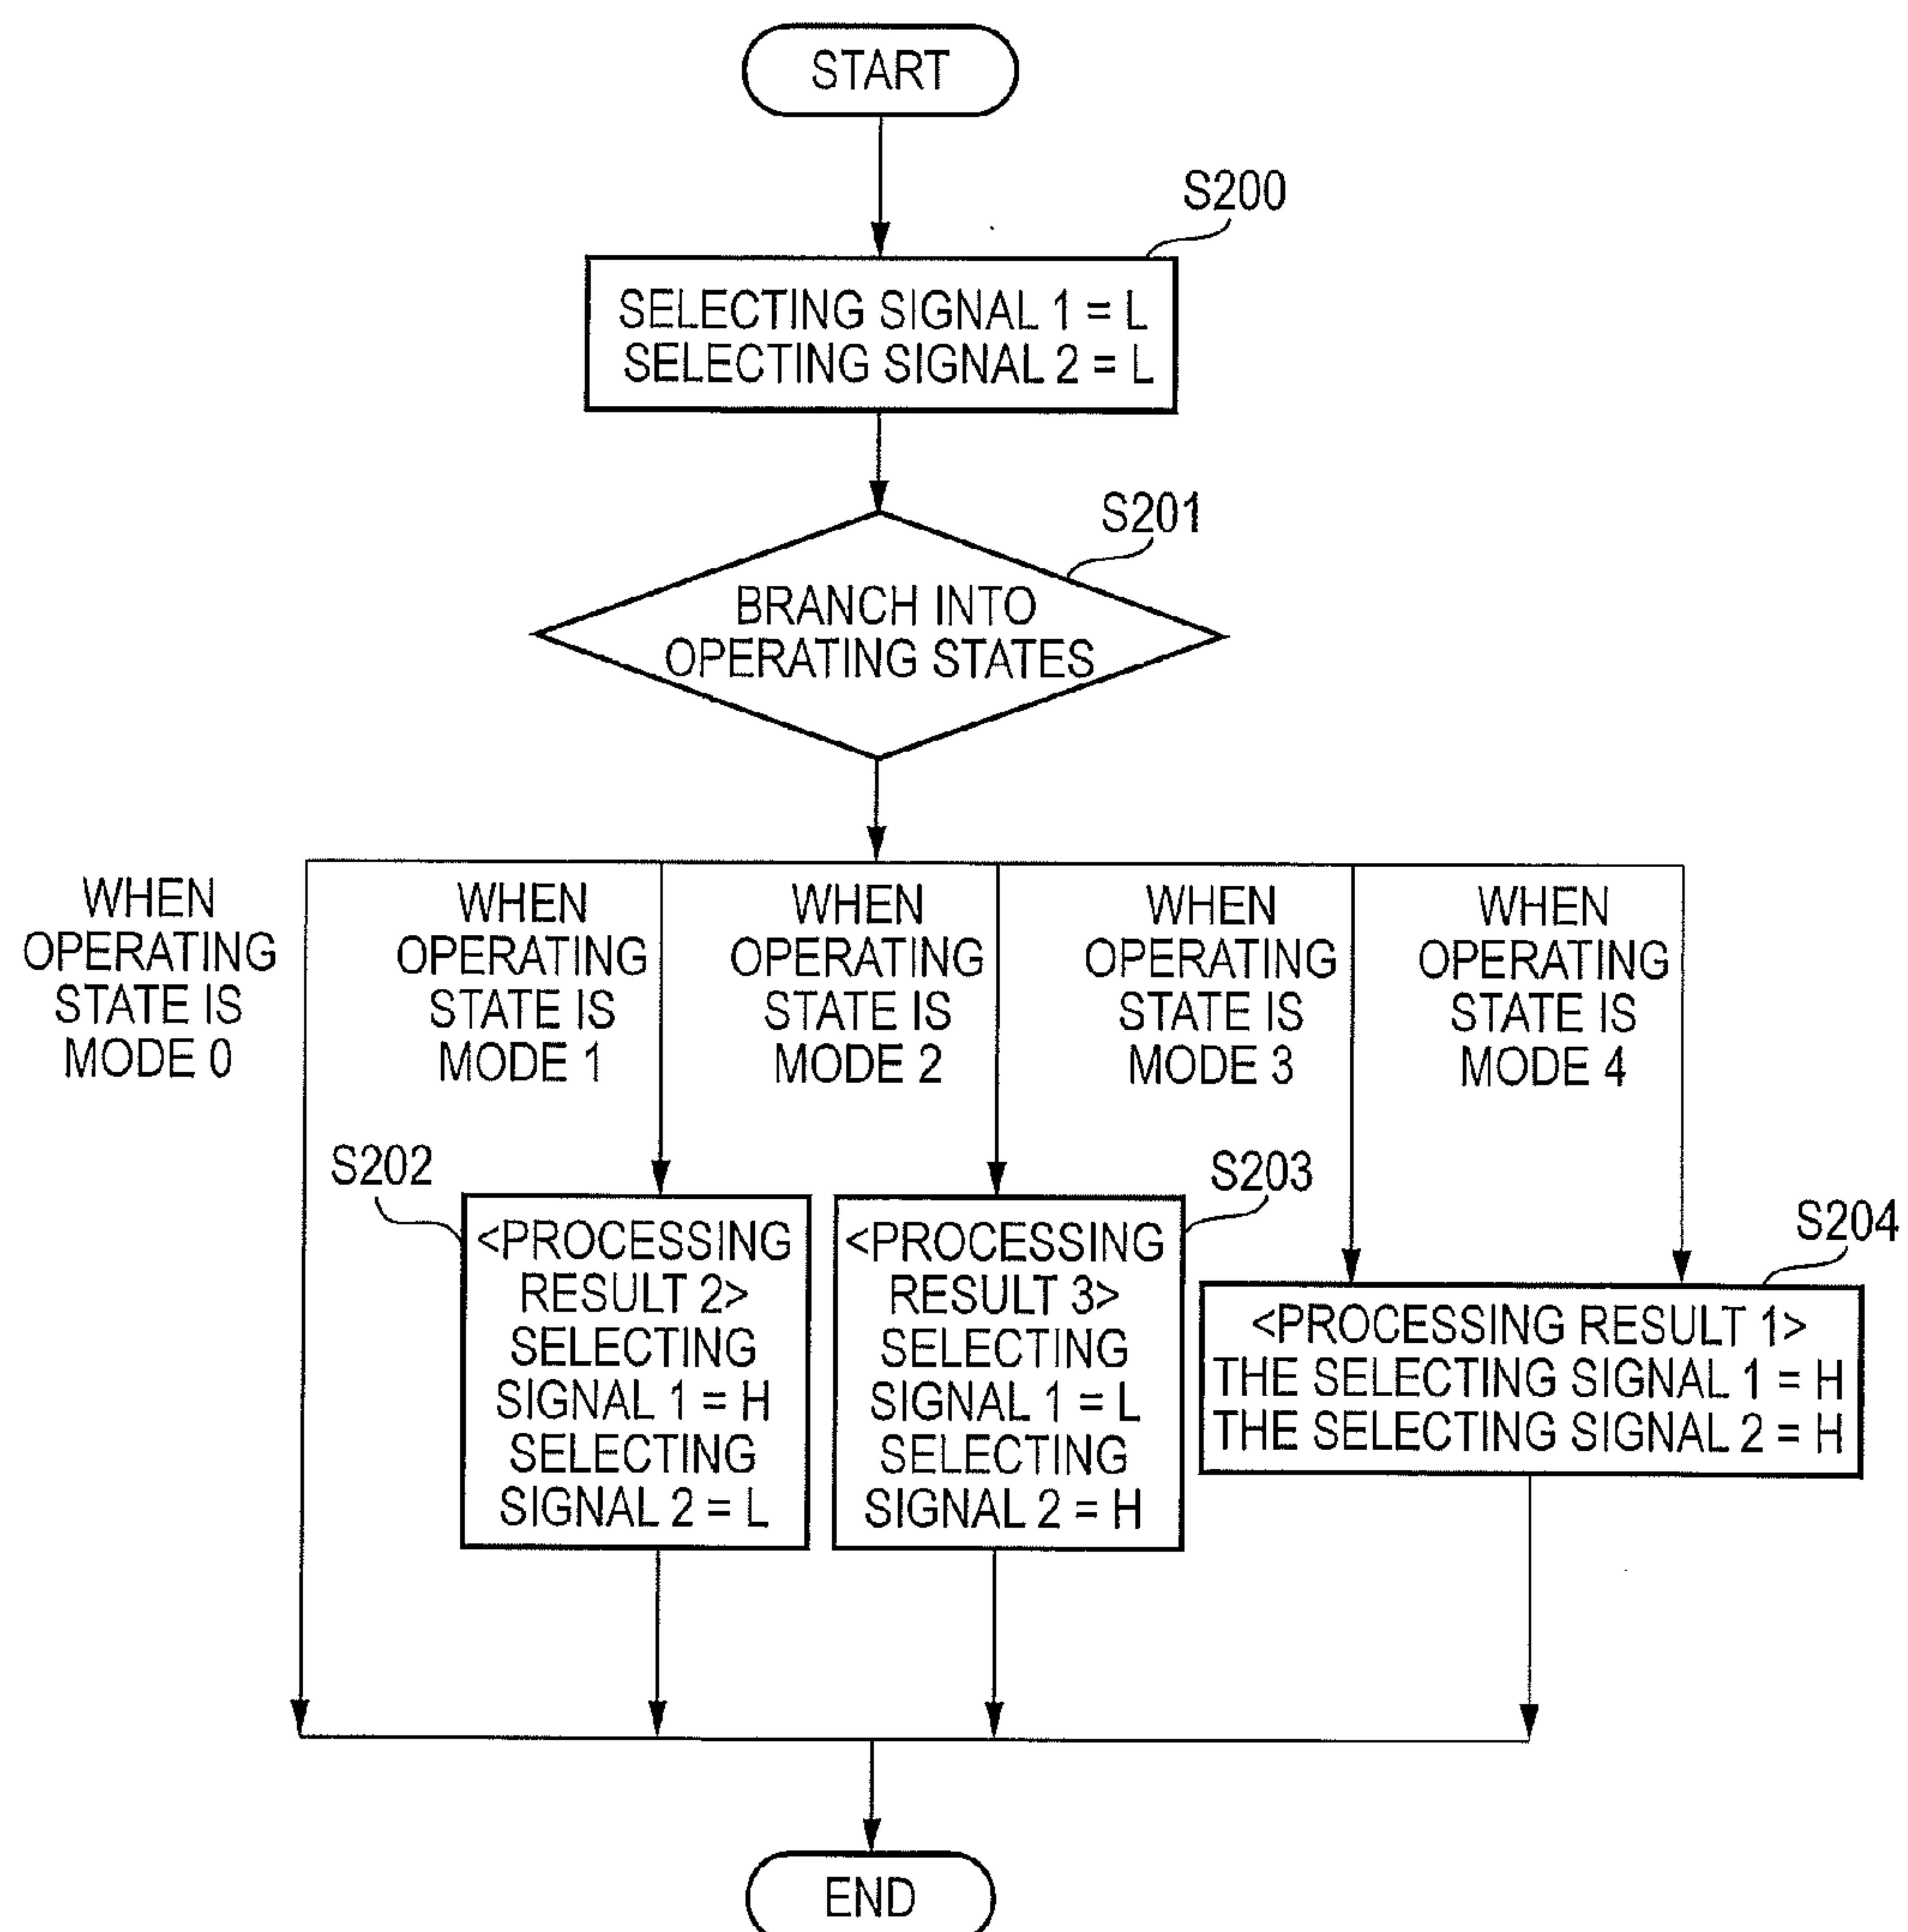 START
S200
SELECTING SIGNAL 1 = L
SELECTING SIGNAL 2 = L
S201
BRANCH INTO
OPERATING STATES
WHEN
OPERATING
STATE IS
MODE 0
WHEN
OPERATING
STATE IS
MODE 1
WHEN
OPERATING
STATE IS
MODE 2
WHEN
OPERATING
STATE IS
MODE 3
WHEN
OPERATING
STATE IS
MODE 4
S202
<PROCESSING
RESULT 2>
SELECTING
SIGNAL 1 = H
SELECTING
SIGNAL 2 = L
S203
<PROCESSING
RESULT 3>
SELECTING
SIGNAL 1 = L
SELECTING
SIGNAL 2 = H
S204
<PROCESSING RESULT 1>
THE SELECTING SIGNAL 1 = H
THE SELECTING SIGNAL 2 = H
END